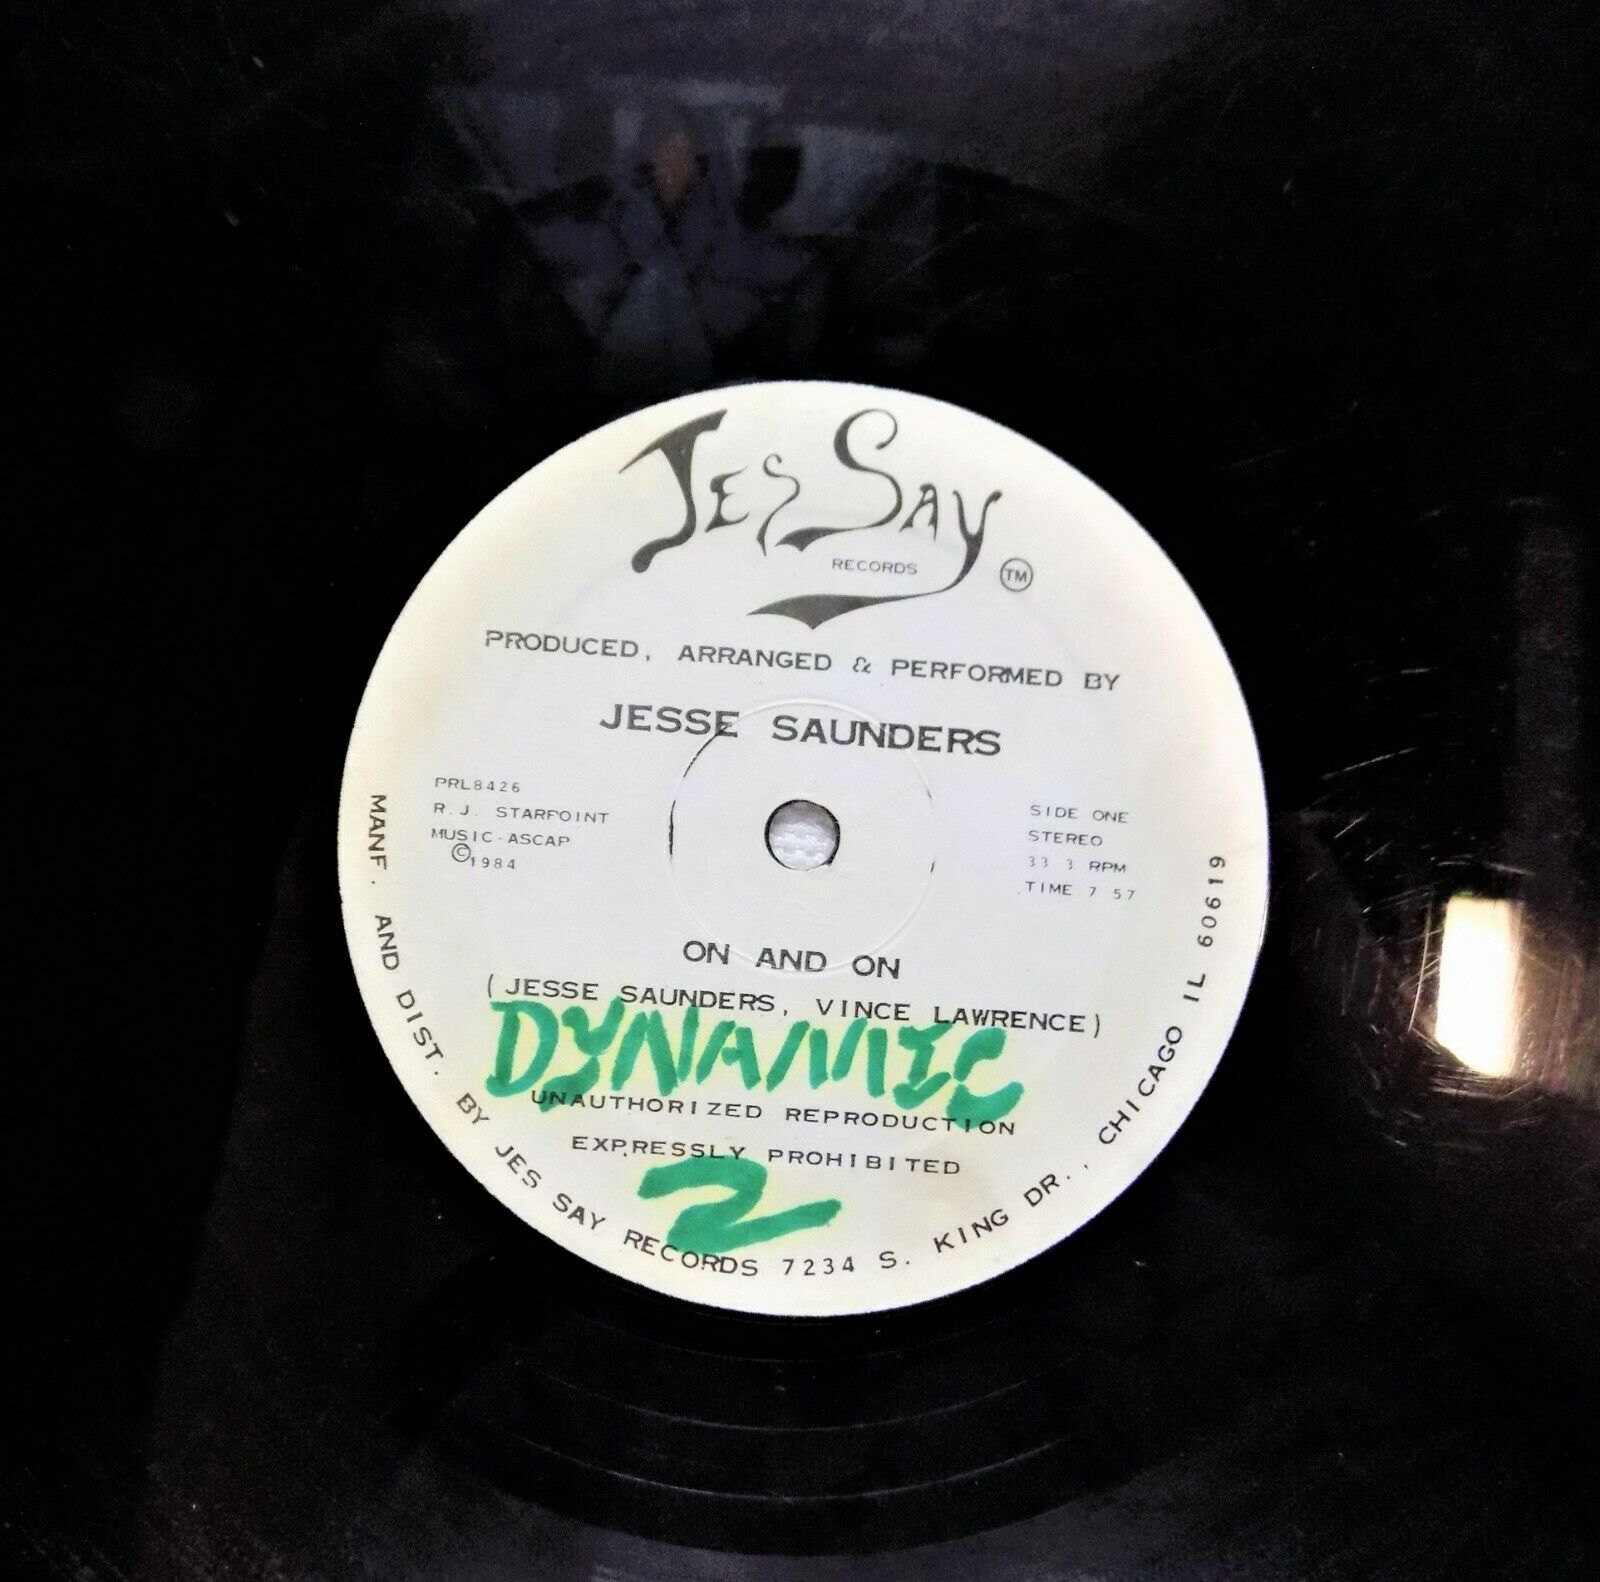 JES SAY
RECORDS TM
PRODUCED, ARRANGED & PERFORMED BY
JESSE SAUNDERS
PRL8426
R.J. STARPOINT
MUSIC-ASCAP
©1984
SIDE ONE
STEREO
33 3 RPM
TIME 7 57
ON AND ON
(JESSE SAUNDERS, VINCE LAWRENCE)
DYNAMIC
UNAUTHORIZED REPRODUCTION
EXPRESSLY PROHIBITED
2
MANF. AND DIST. BY JES SAY RECORDS 7234 S. KING DR., CHICAGO IL 60619